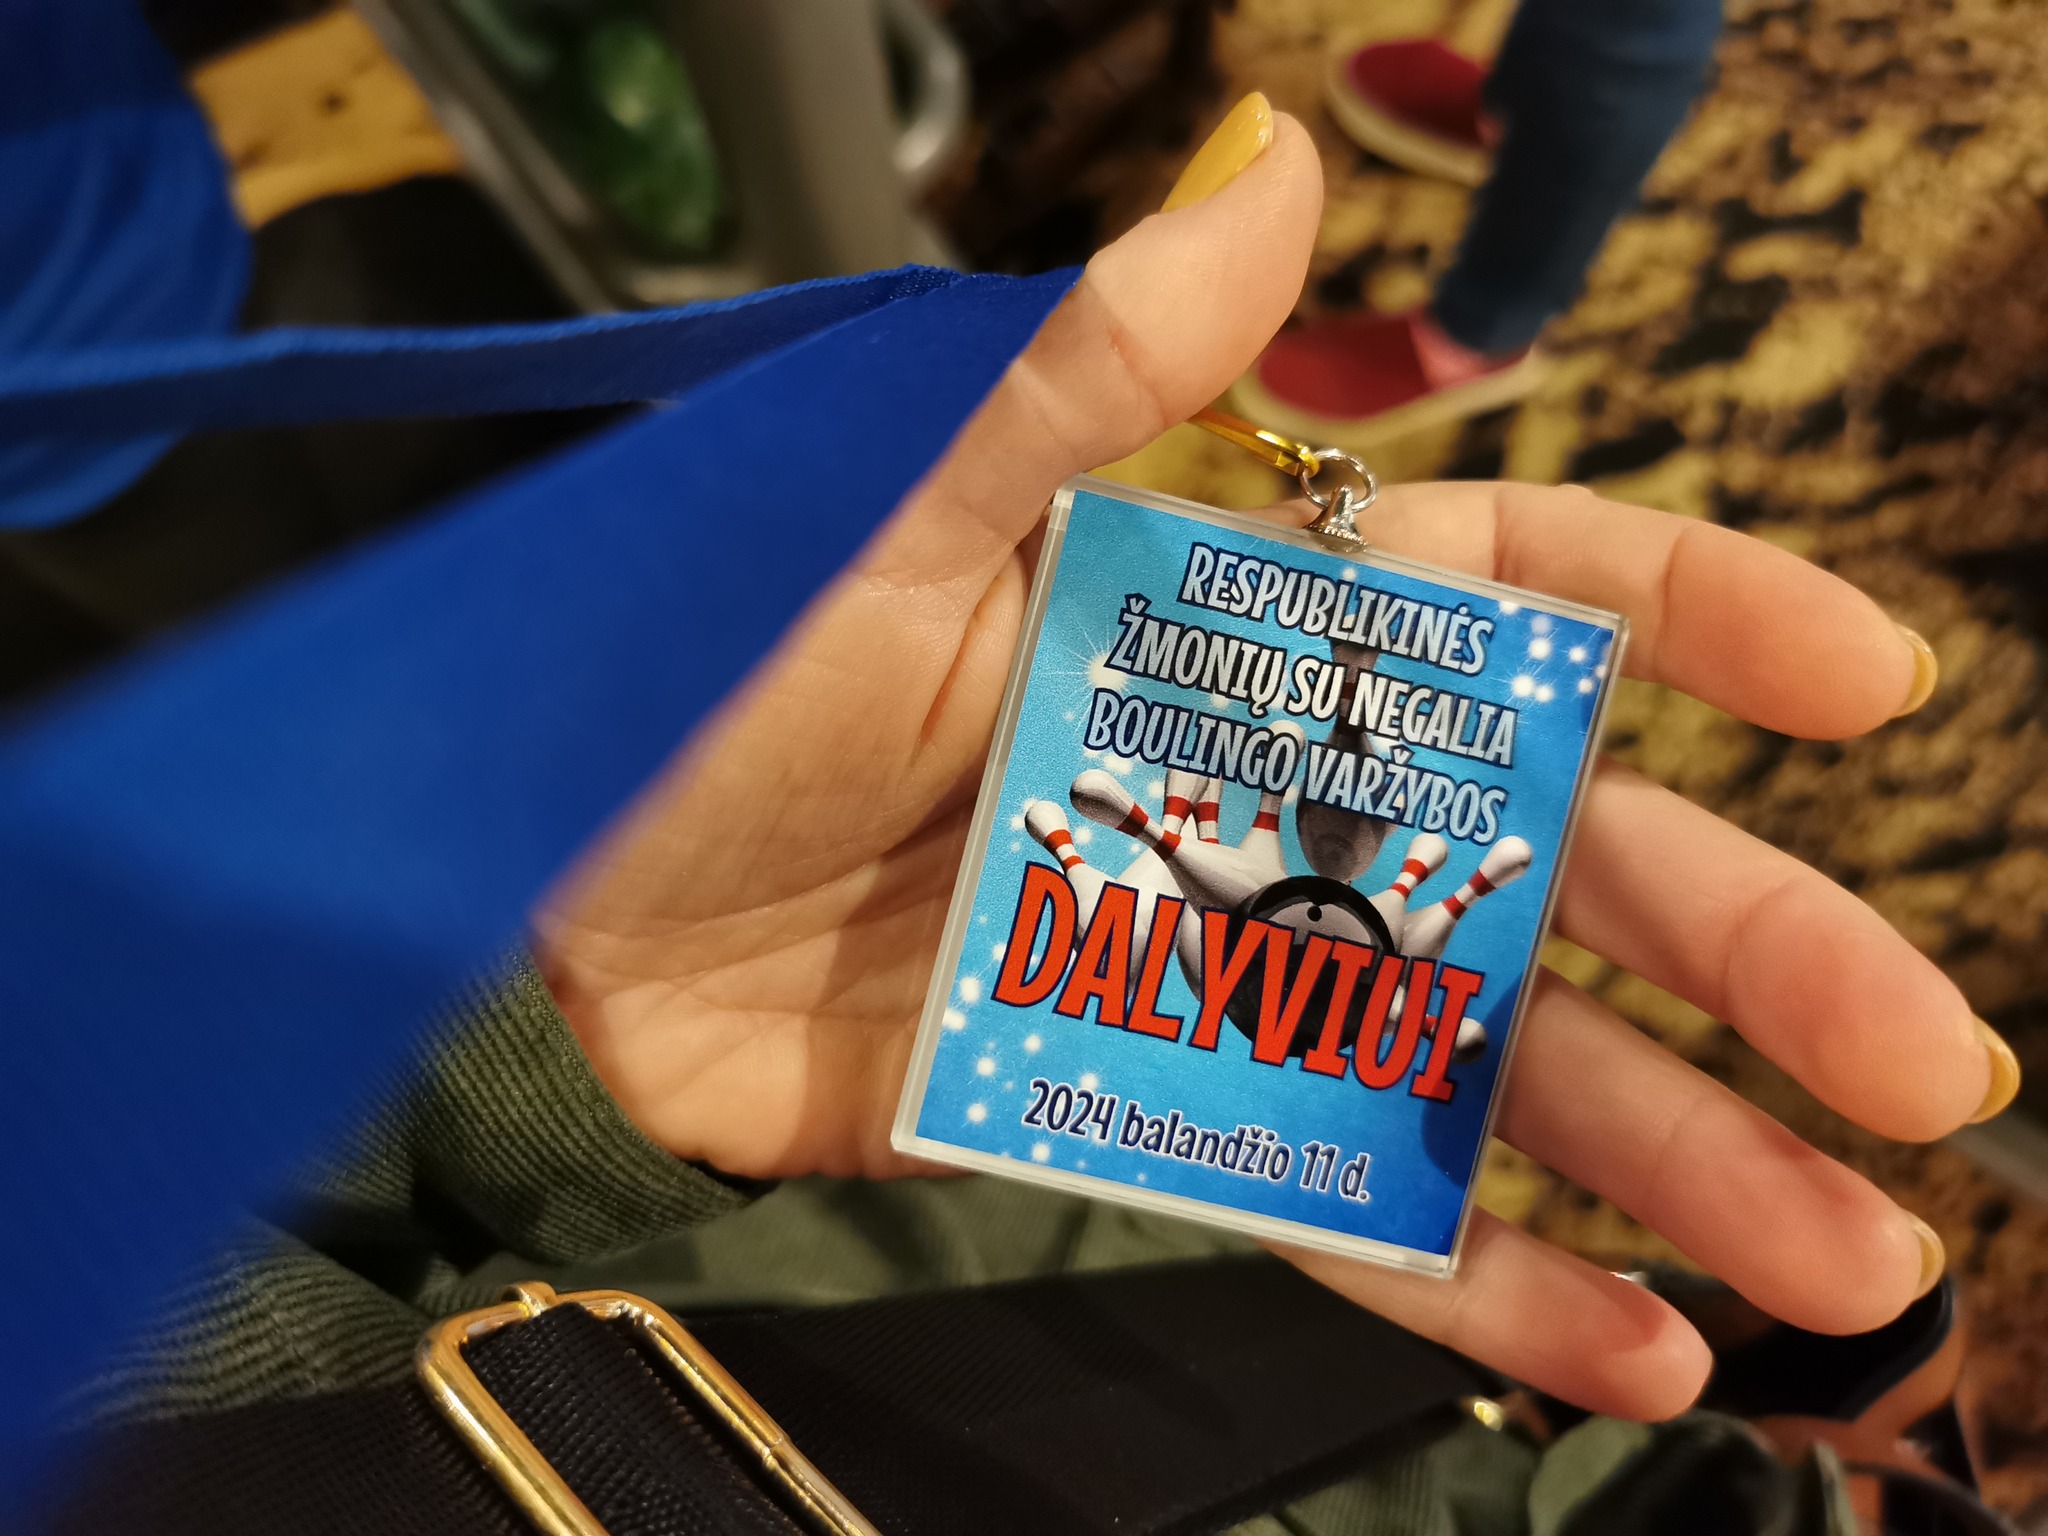 RESPUBLIKINĖS
ŽMONIŲ SU NEGALIA
BOULINGO VARŽYBOS
DALYVIUI
2024 balandžio 11 d.